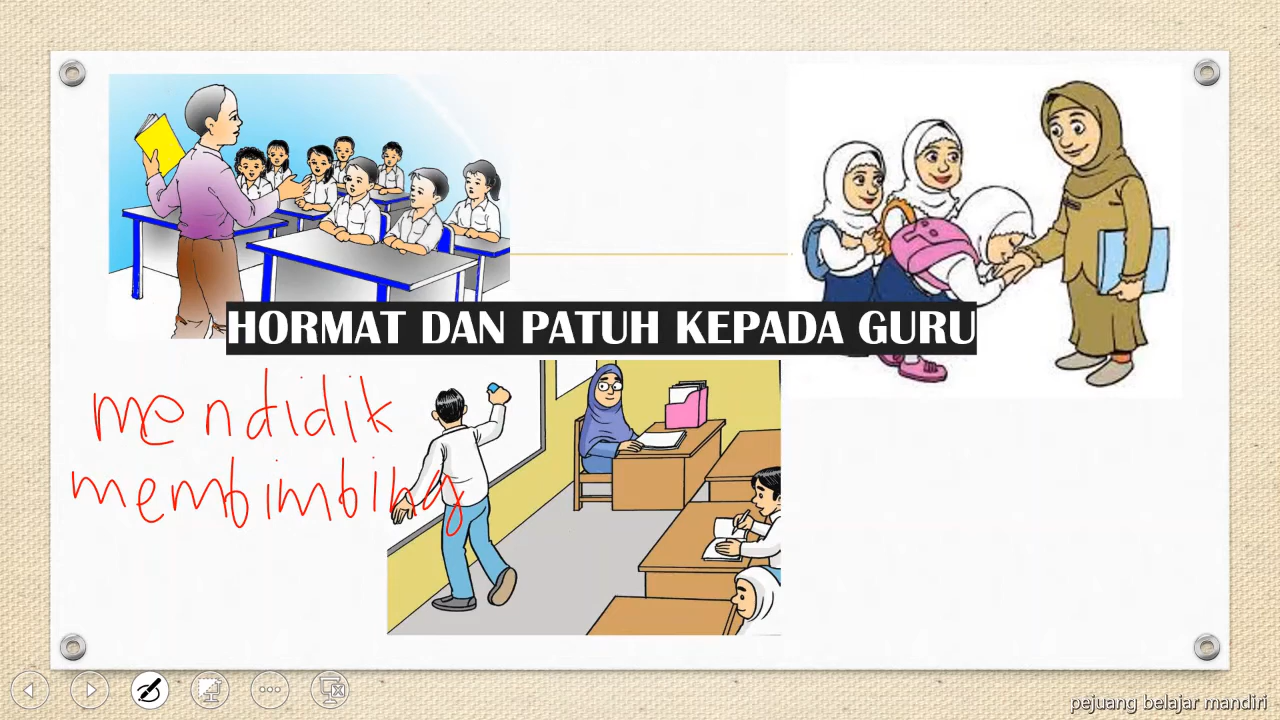 HORMAT DAN PATUH KEPADA GURU
mendidik
membimbing
pejuang belajar mandiri